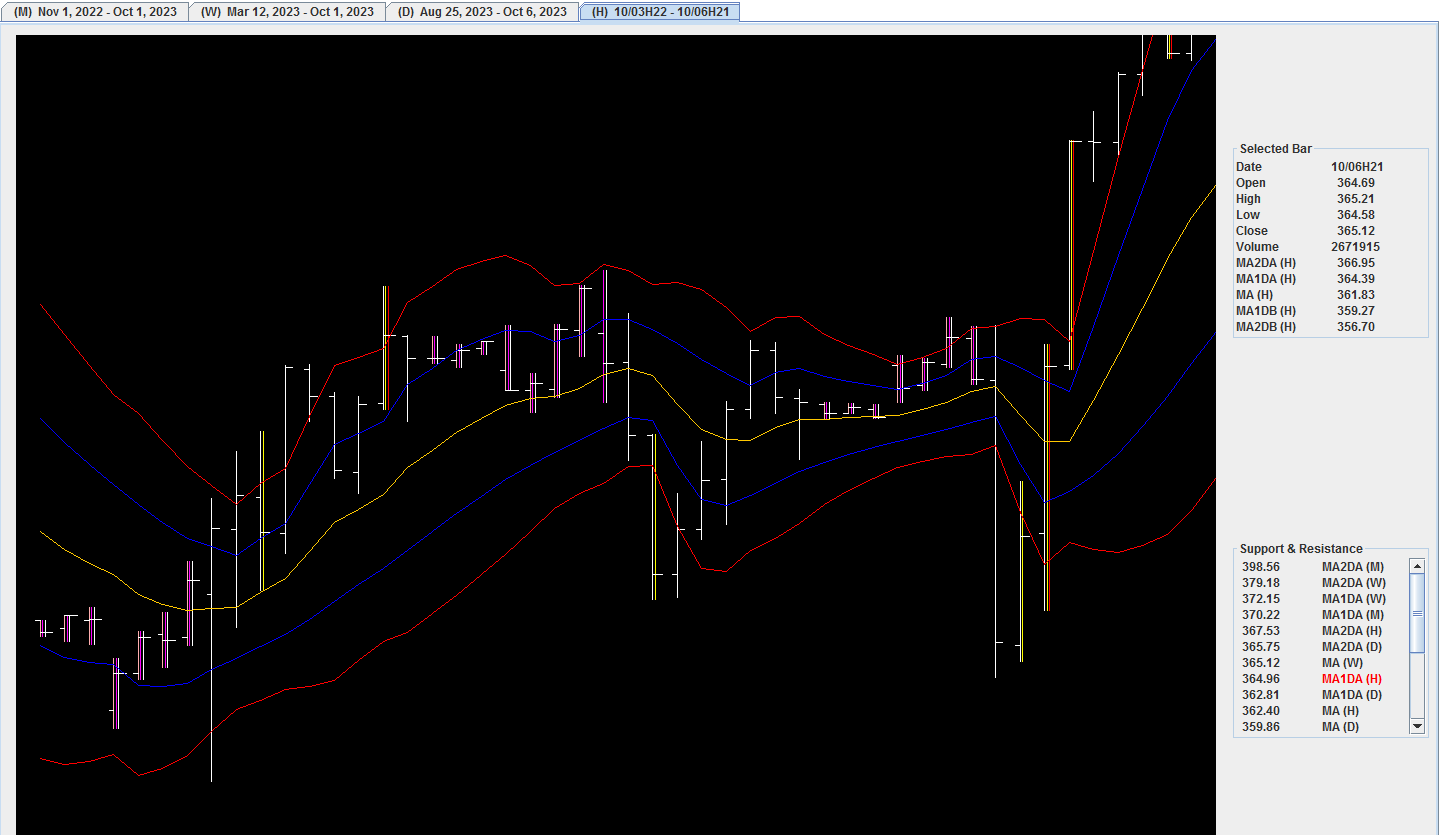 (M) Nov 1, 2022 - Oct 1, 2023 (W) Mar 12, 2023 - Oct 1, 2023 (D) Aug 25, 2023 - Oct 6, 2023 (H) 10/03H22 - 10/06H21
Selected Bar
Date 10/06H21
Open 364.69
High 365.21
Low 364.58
Close 365.12
Volume 2671915
MA2DA (H) 366.95
MA1DA (H) 364.39
MA (H) 361.83
MA1DB (H) 359.27
MA2DB (H) 356.70
Support & Resistance
398.56 MA2DA (M)
379.18 MA2DA (W)
372.15 MA1DA (W)
370.22 MA1DA (M)
367.53 MA2DA (H)
365.75 MA2DA (D)
365.12 MA (W)
364.96 MA1DA (H)
362.81 MA1DA (D)
362.40 MA (H)
359.86 MA (D)